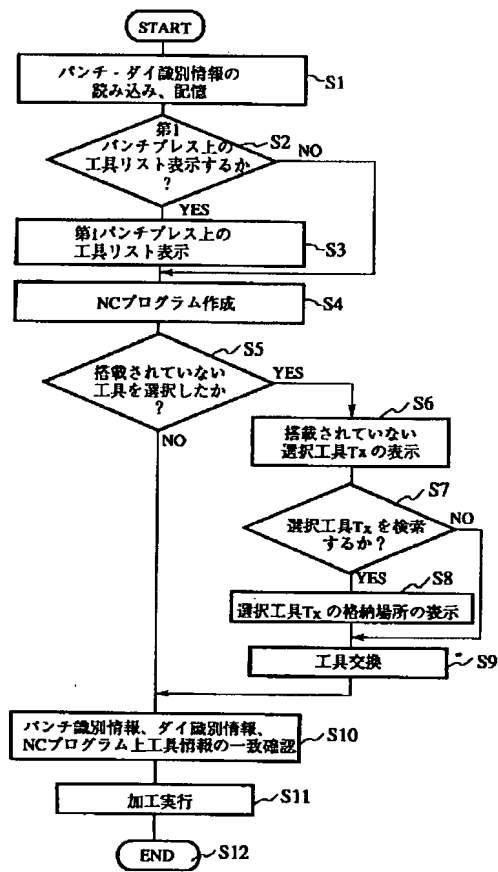 START
パンチ - ダイ識別情報の
読み込み、記憶
S1
第1
パンチプレス上の
工具リスト表示するか
?
S2
NO
YES
第1パンチプレス上の
工具リスト表示
S3
NCプログラム作成
S4
搭載されていない
工具を選択したか
?
S5
YES
NO
搭載されていない
選択工具Txの表示
S6
選択工具Txを検索
するか?
S7
NO
YES
選択工具Txの格納場所の表示
S8
工具交換
S9
パンチ識別情報、ダイ識別情報、
NCプログラム上工具情報の一致確認
S10
加工実行
S11
END
S12